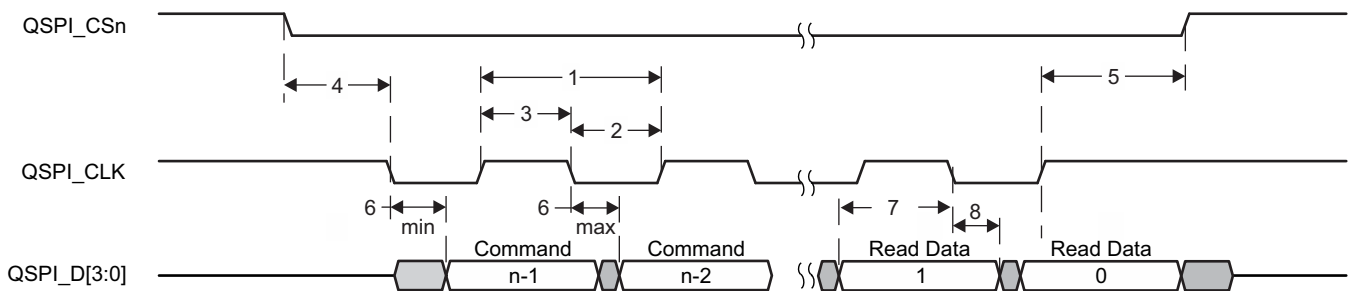 QSPI_CSn
4
1
5
3
2
QSPI_CLK
6
min
6
max
7
8
Command
Command
Read Data
Read Data
QSPI_D[3:0]
n-1
n-2
1
0